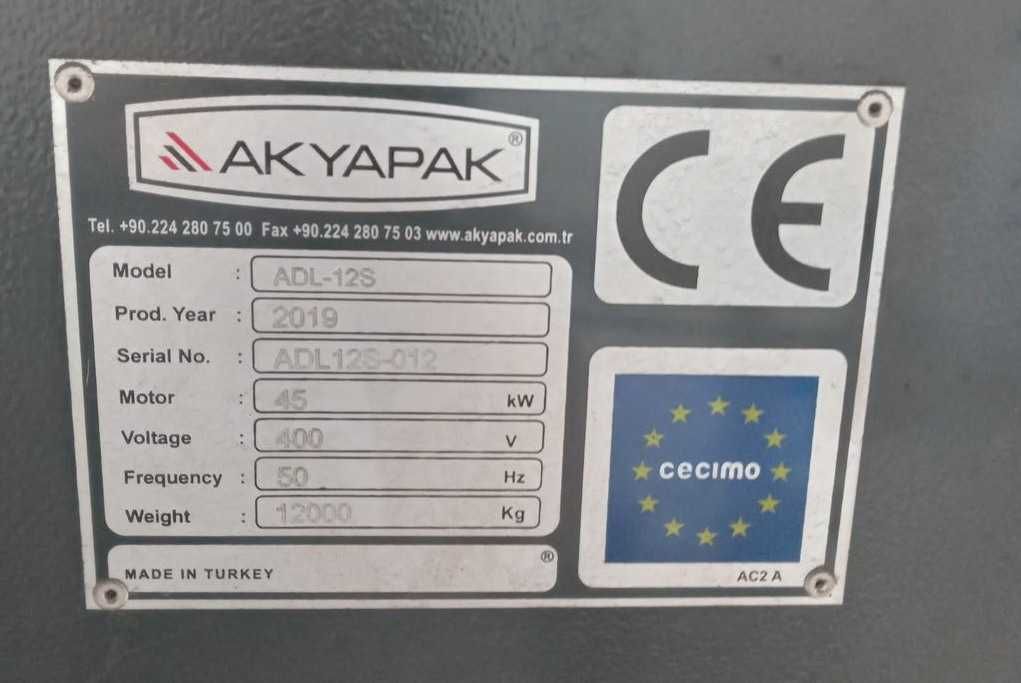 AKYAPAK®
Tel. +90.224 280 75 00 Fax +90.224 280 75 03 www.akyapak.com.tr
Model : ADL-12S
Prod. Year : 2019
Serial No. : ADL12S-012
Motor : 45 kW
Voltage : 400 V
Frequency : 50 Hz
Weight : 12000 Kg
MADE IN TURKEY ®
CE
cecimo
AC2 A